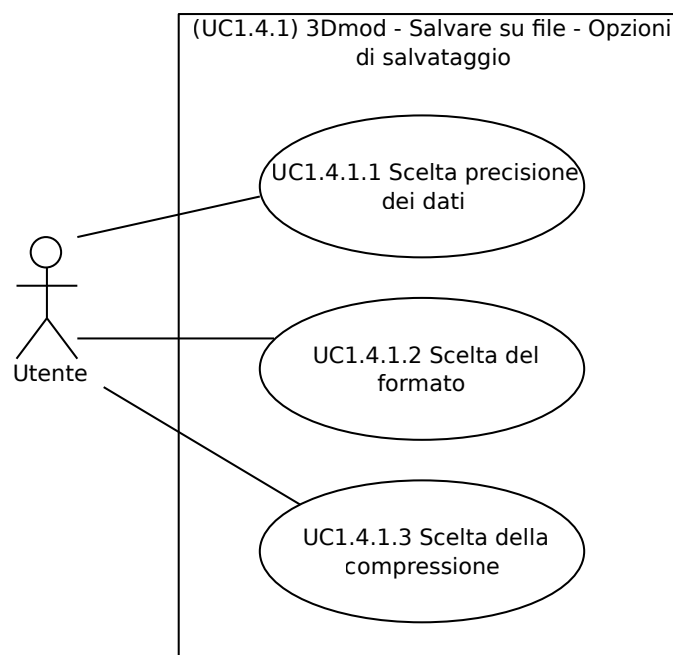 (UC1.4.1) 3Dmod - Salvare su file - Opzioni
di salvataggio
UC1.4.1.1 Scelta precisione
dei dati
UC1.4.1.2 Scelta del
formato
Utente
UC1.4.1.3 Scelta della
compressione